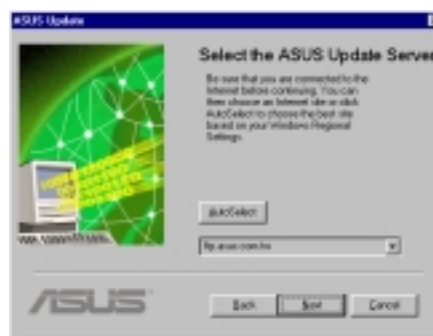 ASUS Update
Select the ASUS Update Server
Be sure that you are connected to the
Internet before continuing. You can
then choose an Internet site or click
AutoSelect to choose the best site
based on your Windows Regional
Settings.
AutoSelect
ftp.asus.com.tw
ASUS
Back
Next
Cancel